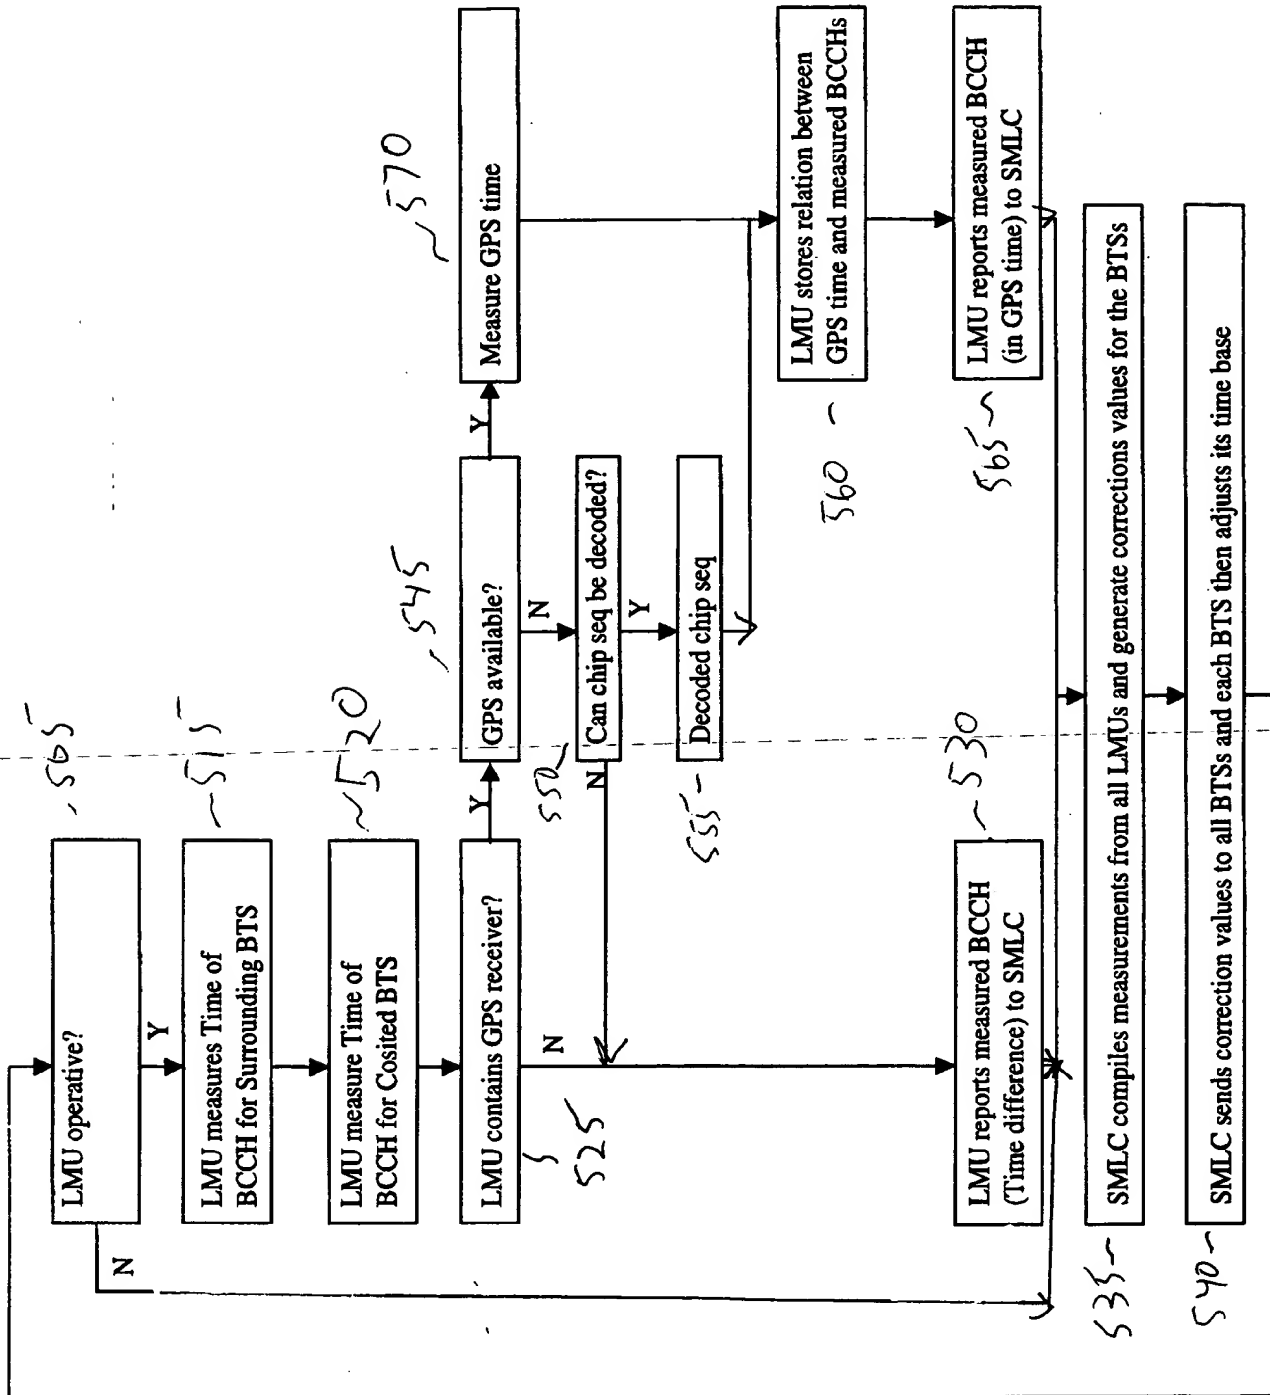 LMU operative?
505
N
Y
LMU measures Time of
BCCH for Surrounding BTS
~515
LMU measure Time of
BCCH for Cosited BTS
~520
LMU contains GPS receiver?
525
Y
N
GPS available?
545
Y
N
Measure GPS time
~570
Can chip seq be decoded?
550
N
Y
Decoded chip seq
555~
LMU stores relation between
GPS time and measured BCCHs
560 ~
LMU reports measured BCCH
(Time difference) to SMLC
~530
LMU reports measured BCCH
(in GPS time) to SMLC
565~
SMLC compiles measurements from all LMUs and generate corrections values for the BTSs
535~
SMLC sends correction values to all BTSs and each BTS then adjusts its time base
540~